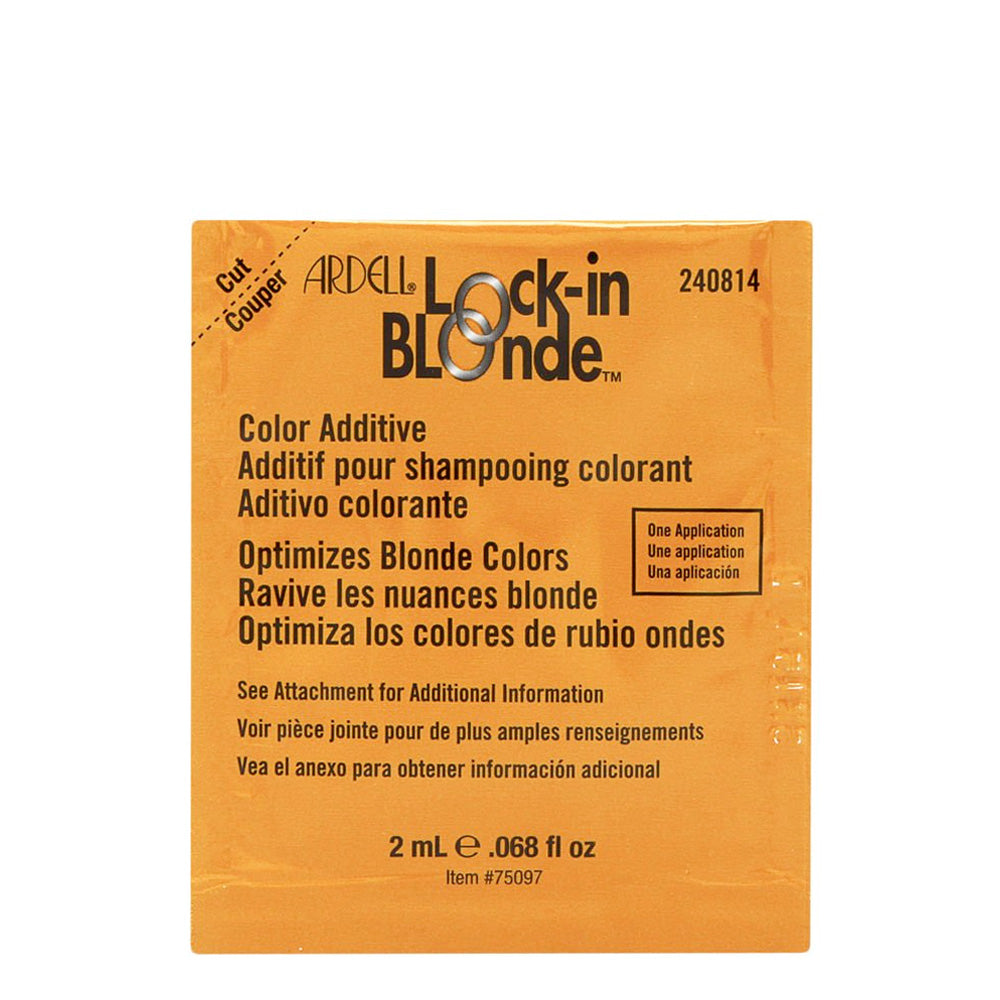 Cut
Couper
ARDELL® Lock-in
BLOnde™
240814
Color Additive
Additif pour shampooing colorant
Aditivo colorante
One Application
Une application
Una aplicación
Optimizes Blonde Colors
Ravive les nuances blonde
Optimiza los colores de rubio ondes
See Attachment for Additional Information
Voir pièce jointe pour de plus amples renseignements
Vea el anexo para obtener información adicional
2 mL ℮ .068 fl oz
Item #75097